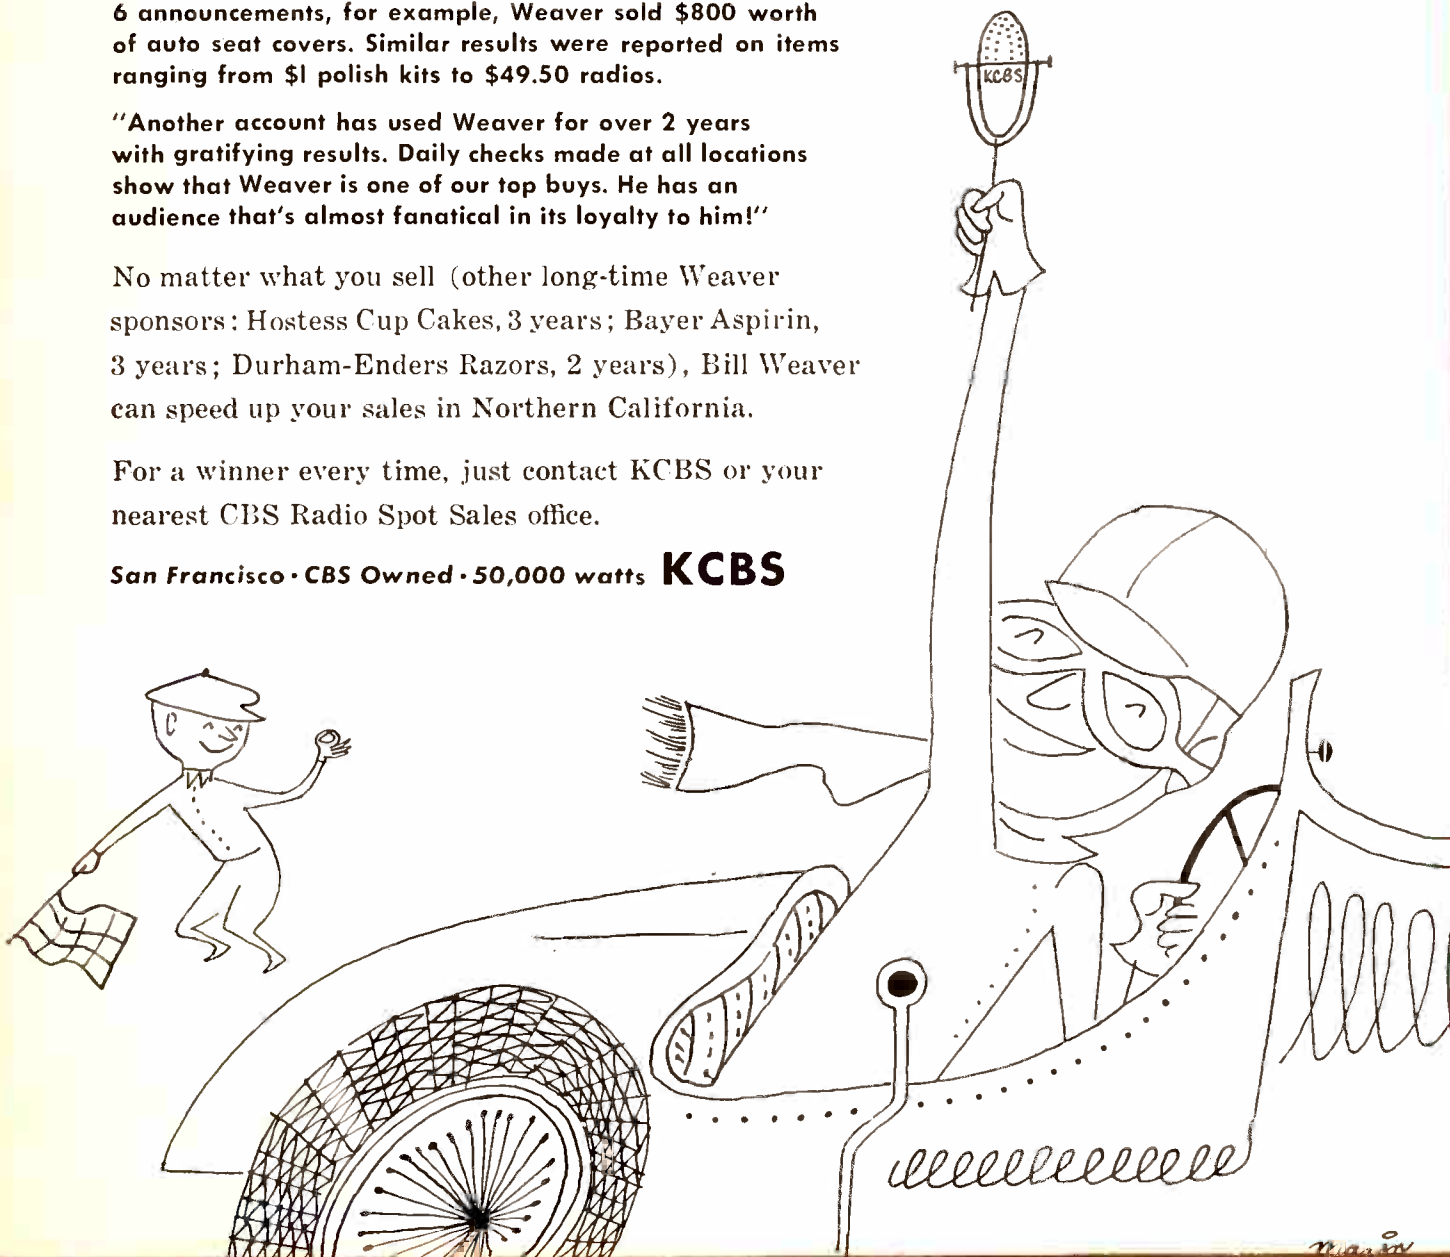 6 announcements, for example, Weaver sold $800 worth
of auto seat covers. Similar results were reported on items
ranging from $1 polish kits to $49.50 radios.
"Another account has used Weaver for over 2 years
with gratifying results. Daily checks made at all locations
show that Weaver is one of our top buys. He has an
audience that's almost fanatical in its loyalty to him!"
No matter what you sell (other long-time Weaver
sponsors: Hostess Cup Cakes, 3 years; Bayer Aspirin,
3 years; Durham-Enders Razors, 2 years), Bill Weaver
can speed up your sales in Northern California.
For a winner every time, just contact KCBS or your
nearest CBS Radio Spot Sales office.
San Francisco · CBS Owned · 50,000 watts KCBS
KCBS